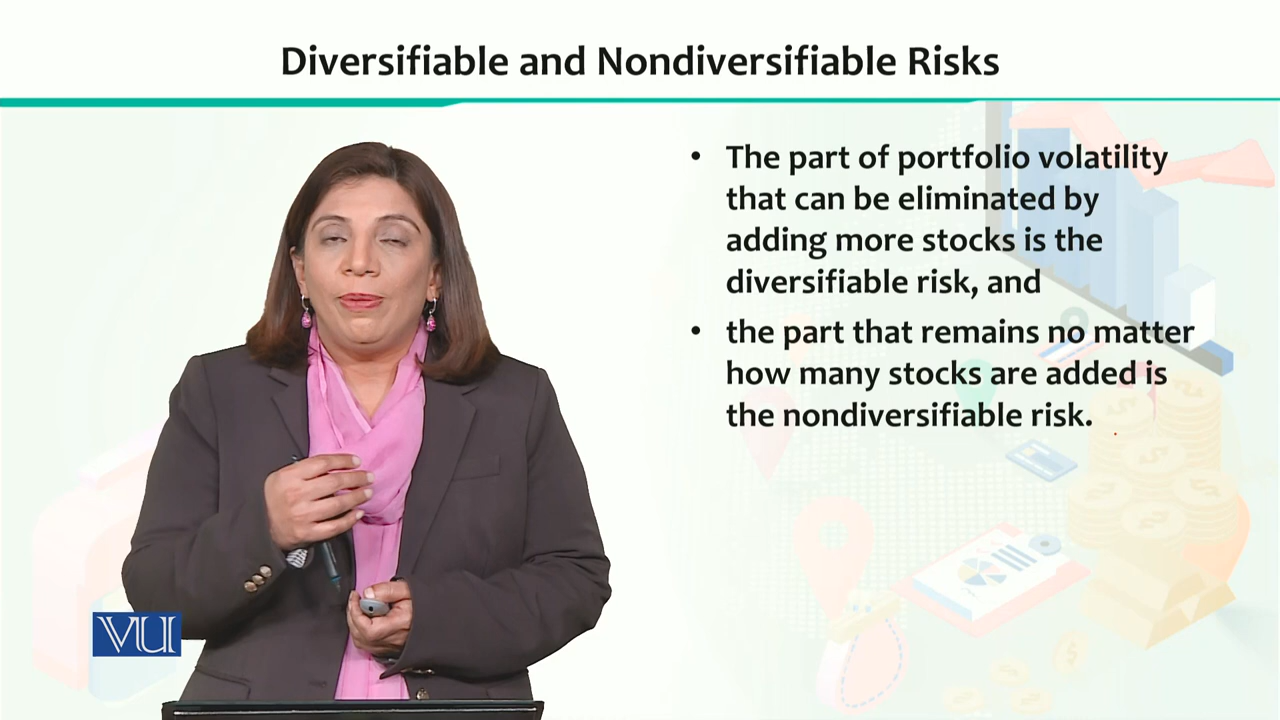 Diversifiable and Nondiversifiable Risks
• The part of portfolio volatility
that can be eliminated by
adding more stocks is the
diversifiable risk, and
• the part that remains no matter
how many stocks are added is
the nondiversifiable risk.
VU